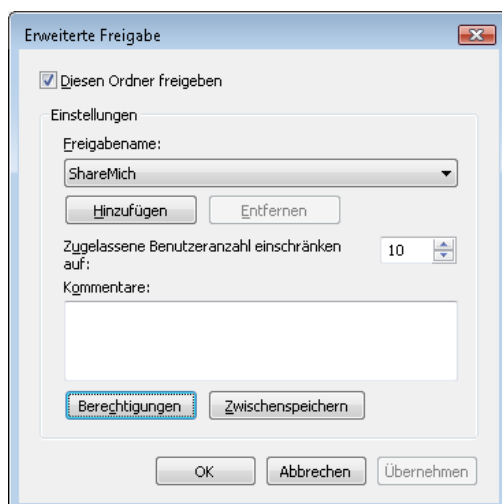 Erweiterte Freigabe
Diesen Ordner freigeben
Einstellungen
Freigabename:
ShareMich
Hinzufügen
Entfernen
Zugelassene Benutzeranzahl einschränken
auf:
10
Kommentare:
Berechtigungen
Zwischenspeichern
OK
Abbrechen
Übernehmen